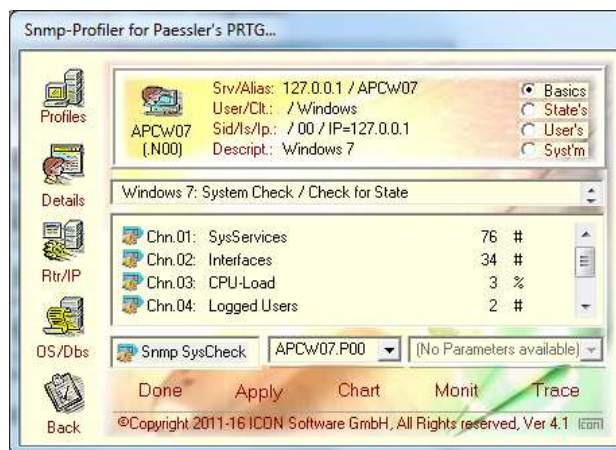 Snmp-Profiler for Paessler's PRTG...
Profiles
Details
Rtr/IP
OS/Dbs
Back
APCW07
(.N00)
Srv/Alias: 127.0.0.1 / APCW07
User/Clt.: / Windows
Sid/Is/Ip.: / 00 / IP=127.0.0.1
Descript.: Windows 7
Basics
State's
User's
Syst'm
Windows 7: System Check / Check for State
Chn.01: SysServices 76 #
Chn.02: Interfaces 34 #
Chn.03: CPU-Load 3 %
Chn.04: Logged Users 2 #
Snmp SysCheck APCW07.P00 (No Parameters available)
Done Apply Chart Monit Trace
©Copyright 2011-16 ICON Software GmbH, All Rights reserved, Ver 4.1 icon